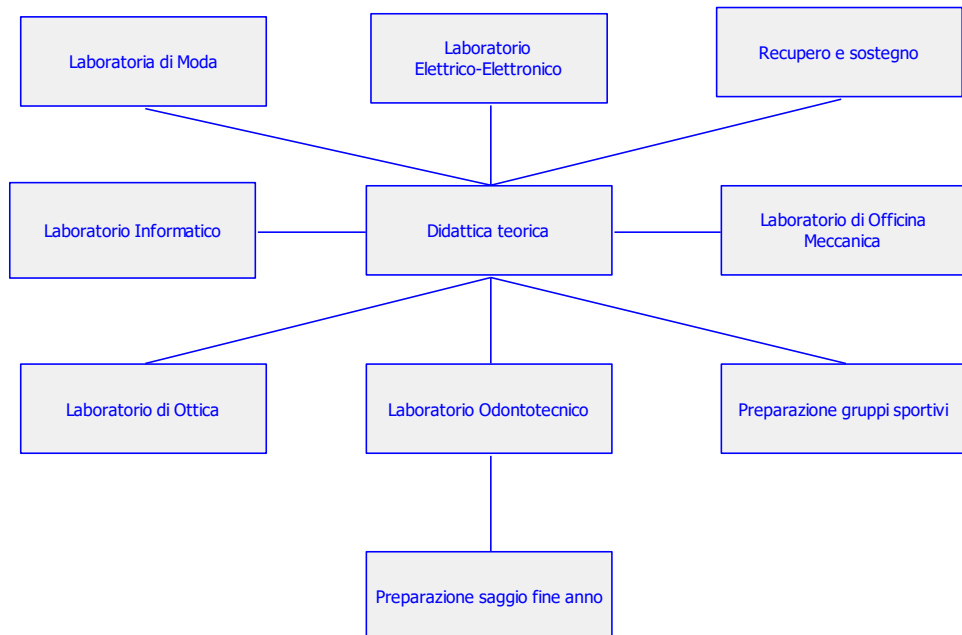 Laboratoria di Moda
Laboratorio
Elettrico-Elettronico
Recupero e sostegno
Laboratorio Informatico
Didattica teorica
Laboratorio di Officina
Meccanica
Laboratorio di Ottica
Laboratorio Odontotecnico
Preparazione gruppi sportivi
Preparazione saggio fine anno